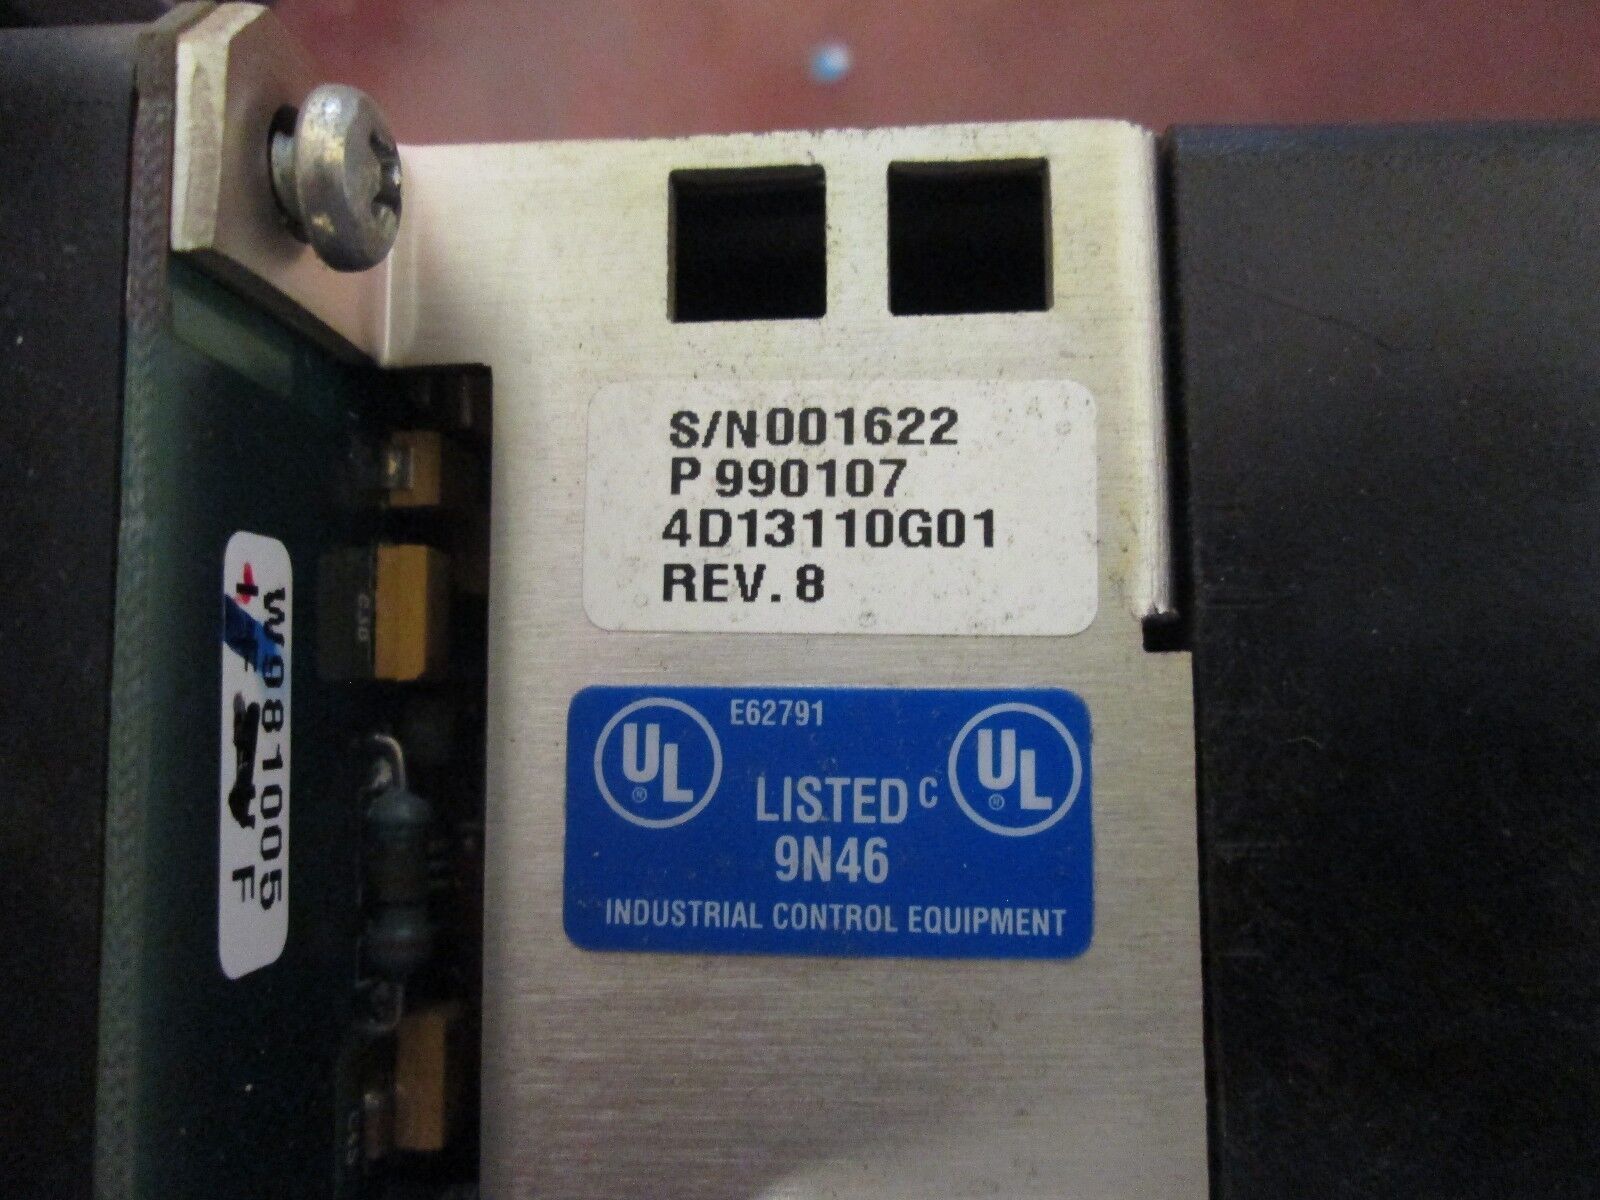 S/N001622
P 990107
4D13110G01
REV. 8
E62791
UL ® LISTED C UL ®
9N46
INDUSTRIAL CONTROL EQUIPMENT
W981005
F